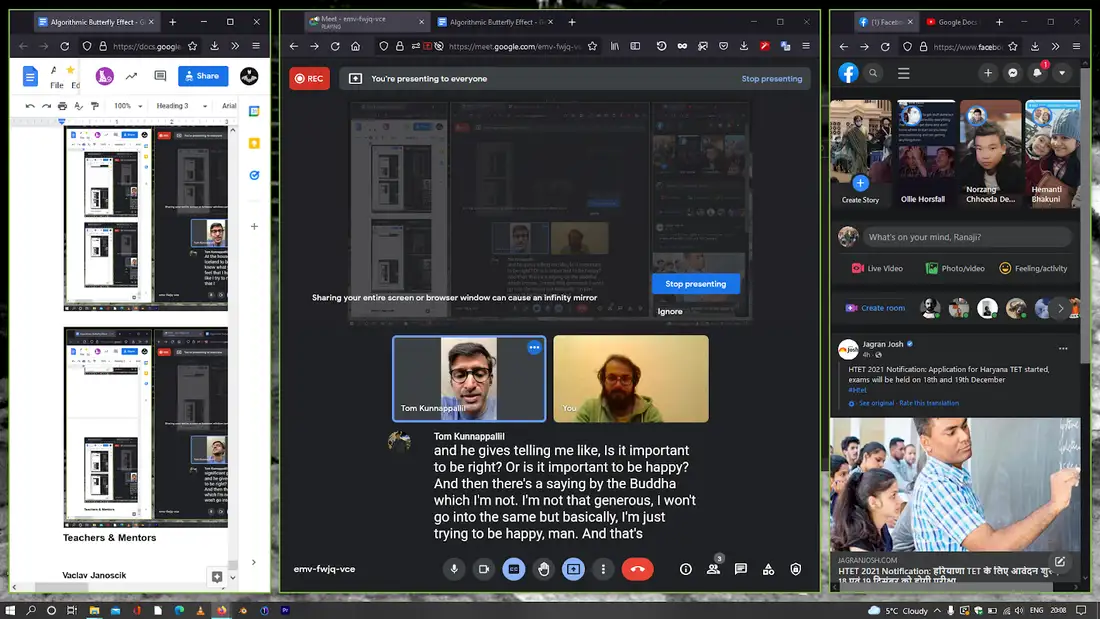 Algorithmic Butterfly Effect - G
https://docs.google.
File
Ed
Share
100%
Heading 3
Arial
Teachers & Mentors
Vaclav Janoscik
Meet - emv-fwjq-vce
PLAYING
Algorithmic Butterfly Effect - G
https://meet.google.com/emv-fwjq-vc
REC
You're presenting to everyone
Stop presenting
Sharing your entire screen or browser window can cause an infinity mirror
Stop presenting
Ignore
Tom Kunnappallil
You
Tom Kunnappallil
and he gives telling me like, Is it important
to be right? Or is it important to be happy?
And then there's a saying by the Buddha
which I'm not. I'm not that generous, I won't
go into the same but basically, I'm just
trying to be happy, man. And that's
emv-fwjq-vce
3
(1) Facebook
Google Docs
https://www.facebo
1
Create Story
Ollie Horsfall
Norzang
Chhoeda De...
Hemanti
Bhakuni
What's on your mind, Ranaji?
Live Video
Photo/video
Feeling/activity
Create room
Jagran Josh
4h
HTET 2021 Notification: Application for Haryana TET started,
exams will be held on 18th and 19th December
#Htet
See original · Rate this translation
JAGRANJOSH.COM
HTET 2021 Notification: हरियाणा TET के लिए आवेदन शुरू,
18 एवं 19 दिसंबर को होगी परीक्षा
5°C Cloudy
ENG
20:08